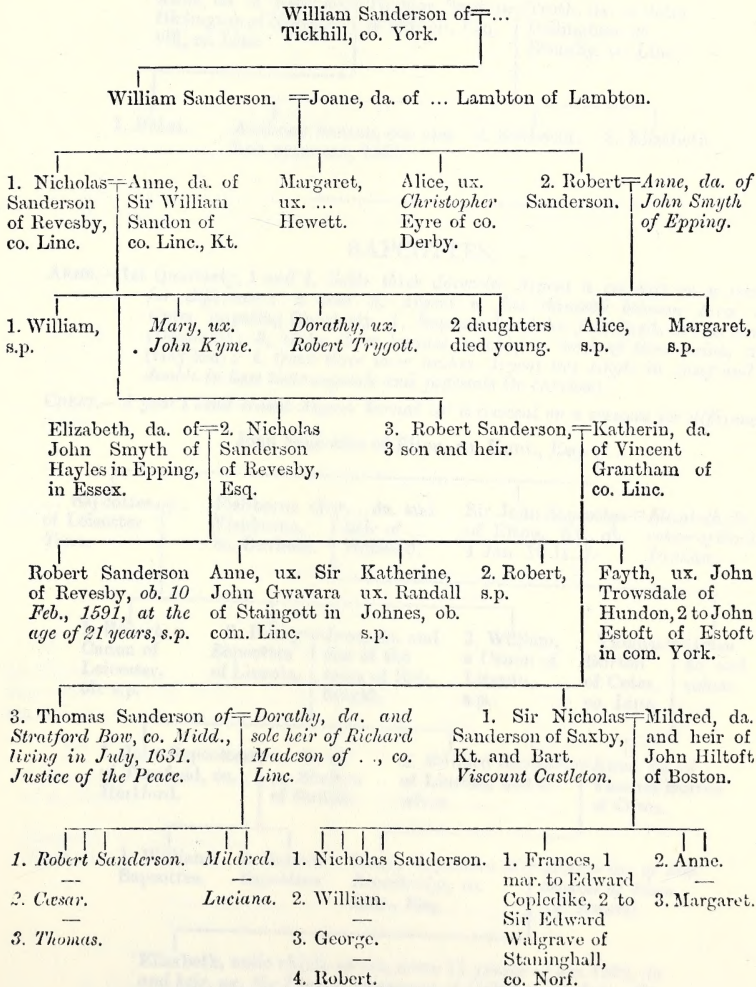 William Sanderson of ...
Tickhill, co. York.
William Sanderson. Joane, da. of ... Lambton of Lambton.
1. Nicholas
Sanderson
of Revesby,
co. Linc.
Anne, da. of
Sir William
Sandon of
co. Linc., Kt.
Margaret,
ux. ...
Hewett.
Alice, ux.
Christopher
Eyre of co.
Derby.
2. Robert
Sanderson.
Anne, da. of
John Smyth
of Epping.
1. William,
s.p.
Mary, ux.
John Kyme.
Dorathy, ux.
Robert Trygott.
2 daughters
died young.
Alice,
s.p.
Margaret,
s.p.
Elizabeth, da. of
John Smyth of
Hayles in Epping,
in Essex.
2. Nicholas
Sanderson
of Revesby,
Esq.
3. Robert Sanderson,
3 son and heir.
Katherin, da.
of Vincent
Grantham of
co. Linc.
Robert Sanderson
of Revesby, ob. 10
Feb., 1591, at the
age of 21 years, s.p.
Anne, ux. Sir
John Gwavara
of Staingott in
com. Linc.
Katherine,
ux. Randall
Johnes, ob.
s.p.
2. Robert,
s.p.
Fayth, ux. John
Trowsdale of
Hundon, 2 to John
Estoft of Estoft
in com. York.
3. Thomas Sanderson of
Stratford Bow, co. Midd.,
living in July, 1631.
Justice of the Peace.
Dorathy, da. and
sole heir of Richard
Madeson of . ., co.
Linc.
1. Sir Nicholas
Sanderson of Saxby,
Kt. and Bart.
Viscount Castleton.
Mildred, da.
and heir of
John Hiltoft
of Boston.
1. Robert Sanderson.
—
2. Cæsar.
—
3. Thomas.
Mildred.
—
Luciana.
1. Nicholas Sanderson.
—
2. William.
—
3. George.
—
4. Robert.
1. Frances, 1
mar. to Edward
Copledike, 2 to
Sir Edward
Walgrave of
Staninghall,
co. Norf.
2. Anne.
—
3. Margaret.